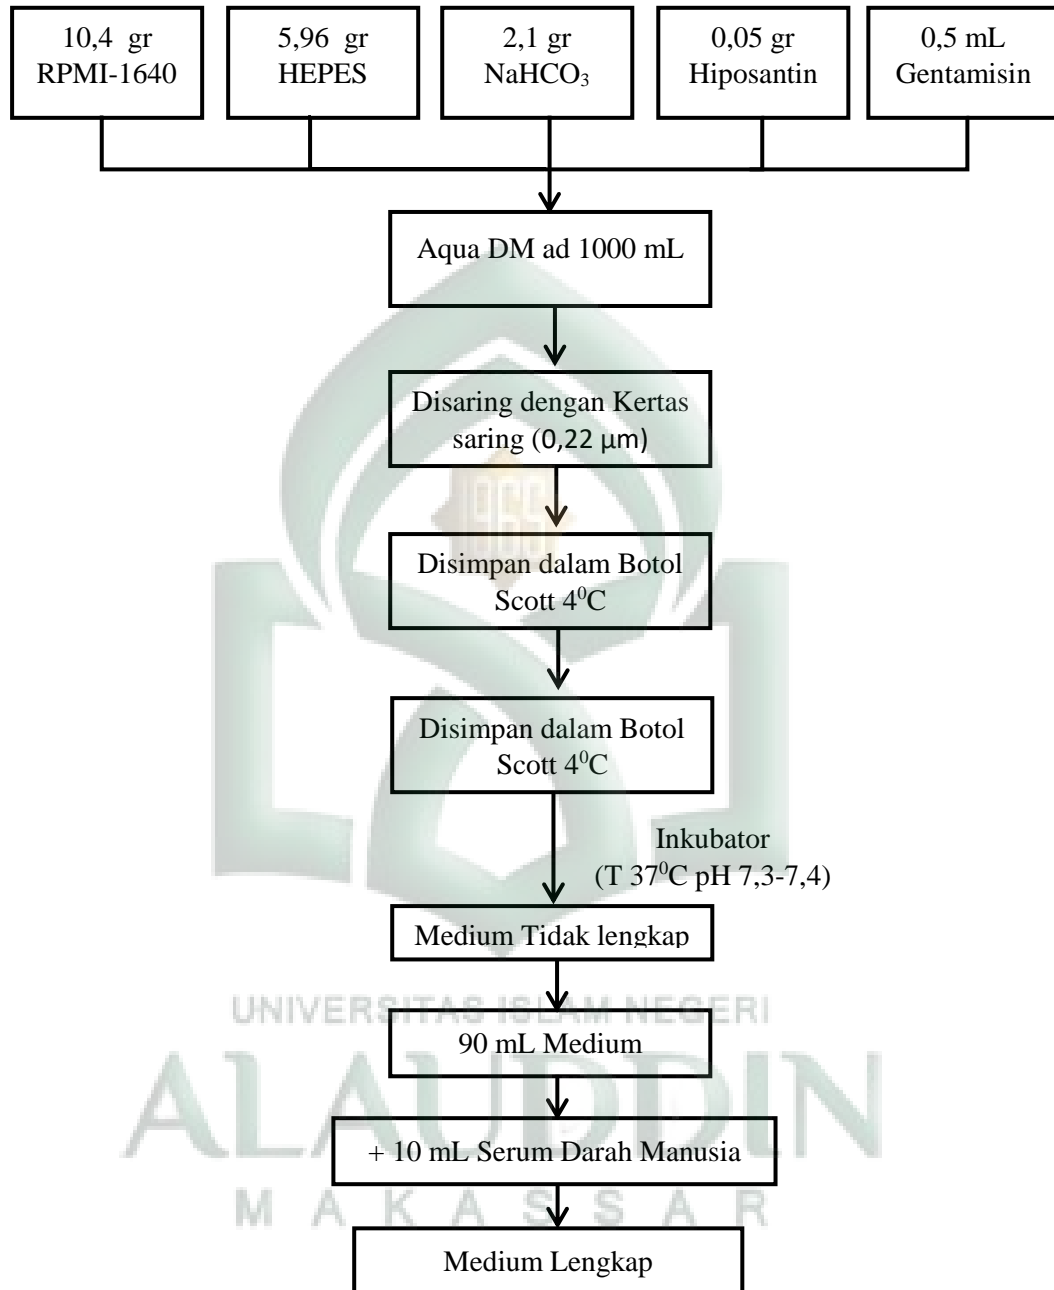 10,4 gr
RPMI-1640
5,96 gr
HEPES
2,1 gr
NaHCO₃
0,05 gr
Hiposantin
0,5 mL
Gentamisin
Aqua DM ad 1000 mL
Disaring dengan Kertas
saring (0,22 µm)
1965
Disimpan dalam Botol
Scott 4⁰C
Disimpan dalam Botol
Scott 4⁰C
Inkubator
(T 37⁰C pH 7,3-7,4)
Medium Tidak lengkap
UNIVERSITAS ISLAM NEGERI
90 mL Medium
ALAUDDIN
+ 10 mL Serum Darah Manusia
MAKASSAR
Medium Lengkap